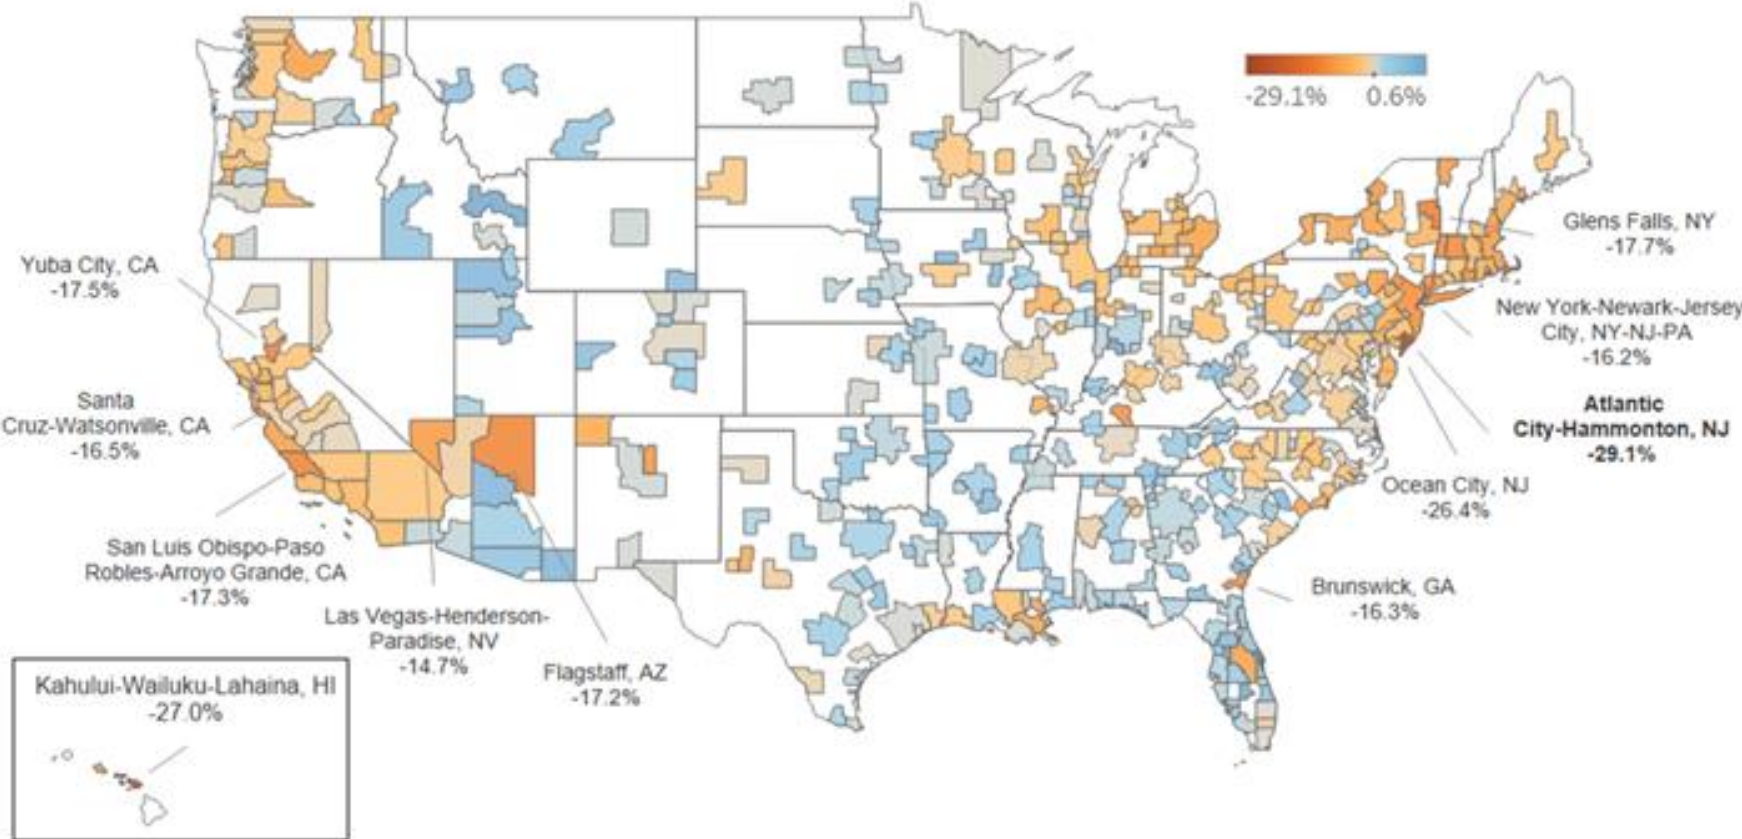 -29.1%
0.6%
Glens Falls, NY
-17.7%
Yuba City, CA
-17.5%
New York-Newark-Jersey
City, NY-NJ-PA
-16.2%
Santa
Cruz-Watsonville, CA
-16.5%
Atlantic
City-Hammonton, NJ
-29.1%
Ocean City, NJ
-26.4%
San Luis Obispo-Paso
Robles-Arroyo Grande, CA
-17.3%
Brunswick, GA
-16.3%
Las Vegas-Henderson-
Paradise, NV
-14.7%
Flagstaff, AZ
-17.2%
Kahului-Wailuku-Lahaina, HI
-27.0%